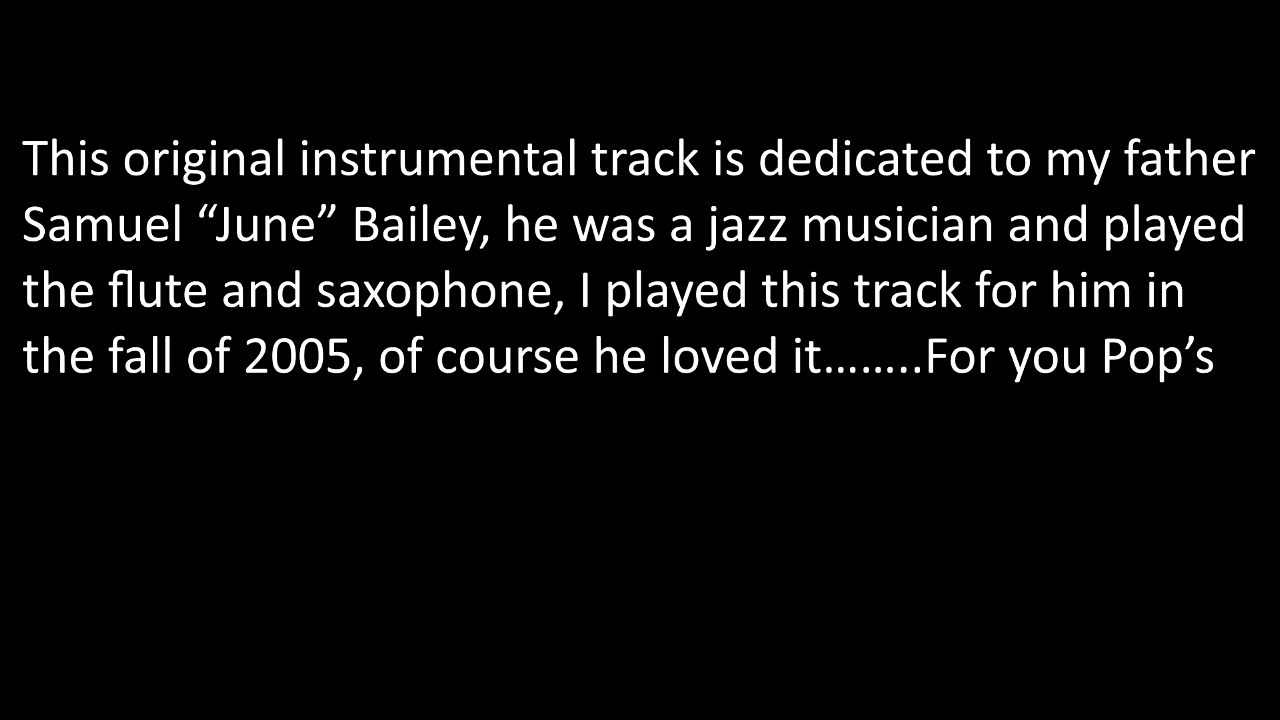 This original instrumental track is dedicated to my father
Samuel “June” Bailey, he was a jazz musician and played
the flute and saxophone, I played this track for him in
the fall of 2005, of course he loved it……..For you Pop’s